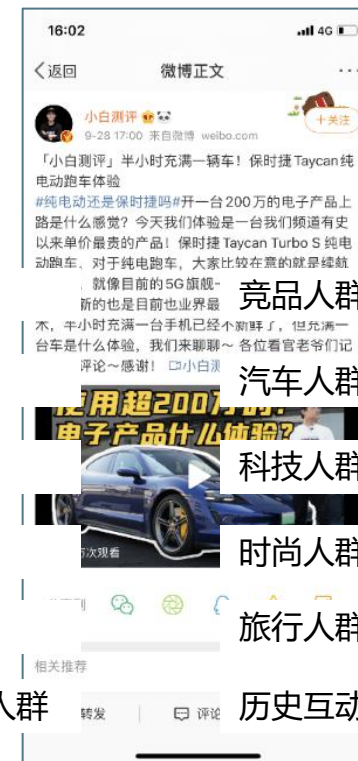 16:02
4G
返回
微博正文
小白测评
+关注
9-28 17:00 来自微博 weibo.com
「小白测评」半小时充满一辆车!保时捷Taycan纯
电动跑车体验
#纯电动还是保时捷吗#开一台200万的电子产品上
路是什么感觉?今天我们体验是一台我们频道有史
以来单价最贵的产品!保时捷Taycan Turbo S 纯电
动跑车,对于纯电跑车,大家比较在意的就是续航
就像目前的5G旗舰
竞品人群
新的也是目前也业界最
术,半小时充满一台手机已经不新鲜了,但充满一
台车是什么体验,我们来聊聊~ 各位看官老爷们记
评论~感谢!
小白测
汽车人群
使用超200万的
电子产品什么体验?
科技人群
次观看
时尚人群
旅行人群
相关推荐
人群
转发
评论
历史互动